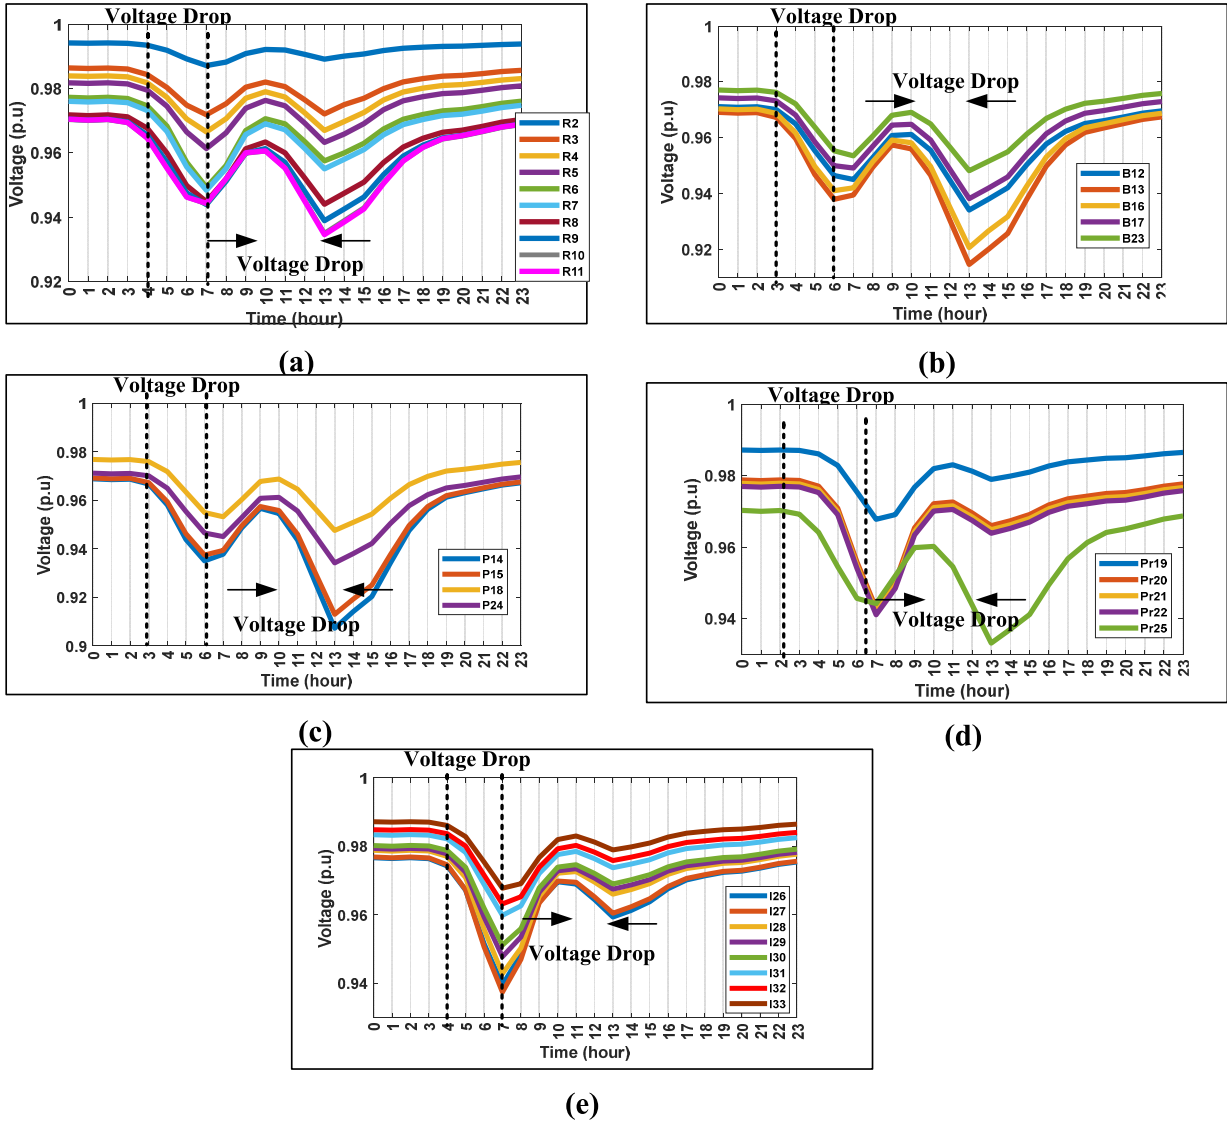 Voltage Drop
1
0.98
0.96
0.94
0.92
Voltage (p.u)
R2
R3
R4
R5
R6
R7
R8
R9
R10
R11
Voltage Drop
0 1 2 3 4 5 6 7 8 9 10 11 12 13 14 15 16 17 18 19 20 21 22 23
Time (hour)
(a)
Voltage Drop
1
0.98
0.96
0.94
0.92
Voltage (p.u)
Voltage Drop
B12
B13
B16
B17
B23
0 1 2 3 4 5 6 7 8 9 10 11 12 13 14 15 16 17 18 19 20 21 22 23
Time (hour)
(b)
Voltage Drop
1
0.98
0.96
0.94
0.92
0.9
Voltage (p.u)
P14
P15
P18
P24
Voltage Drop
0 1 2 3 4 5 6 7 8 9 10 11 12 13 14 15 16 17 18 19 20 21 22 23
Time (hour)
(c)
Voltage Drop
1
0.98
0.96
0.94
Voltage (p.u)
Pr19
Pr20
Pr21
Pr22
Pr25
Voltage Drop
0 1 2 3 4 5 6 7 8 9 10 11 12 13 14 15 16 17 18 19 20 21 22 23
Time (hour)
(d)
Voltage Drop
1
0.98
0.96
0.94
Voltage (p.u)
I26
I27
I28
I29
I30
I31
I32
I33
Voltage Drop
0 1 2 3 4 5 6 7 8 9 10 11 12 13 14 15 16 17 18 19 20 21 22 23
Time (hour)
(e)